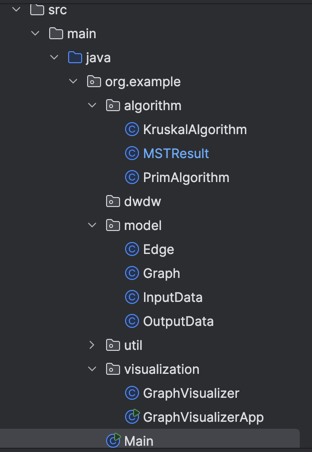 src
main
java
org.example
algorithm
KruskalAlgorithm
MSTResult
PrimAlgorithm
dwdw
model
Edge
Graph
InputData
OutputData
util
visualization
GraphVisualizer
GraphVisualizerApp
Main